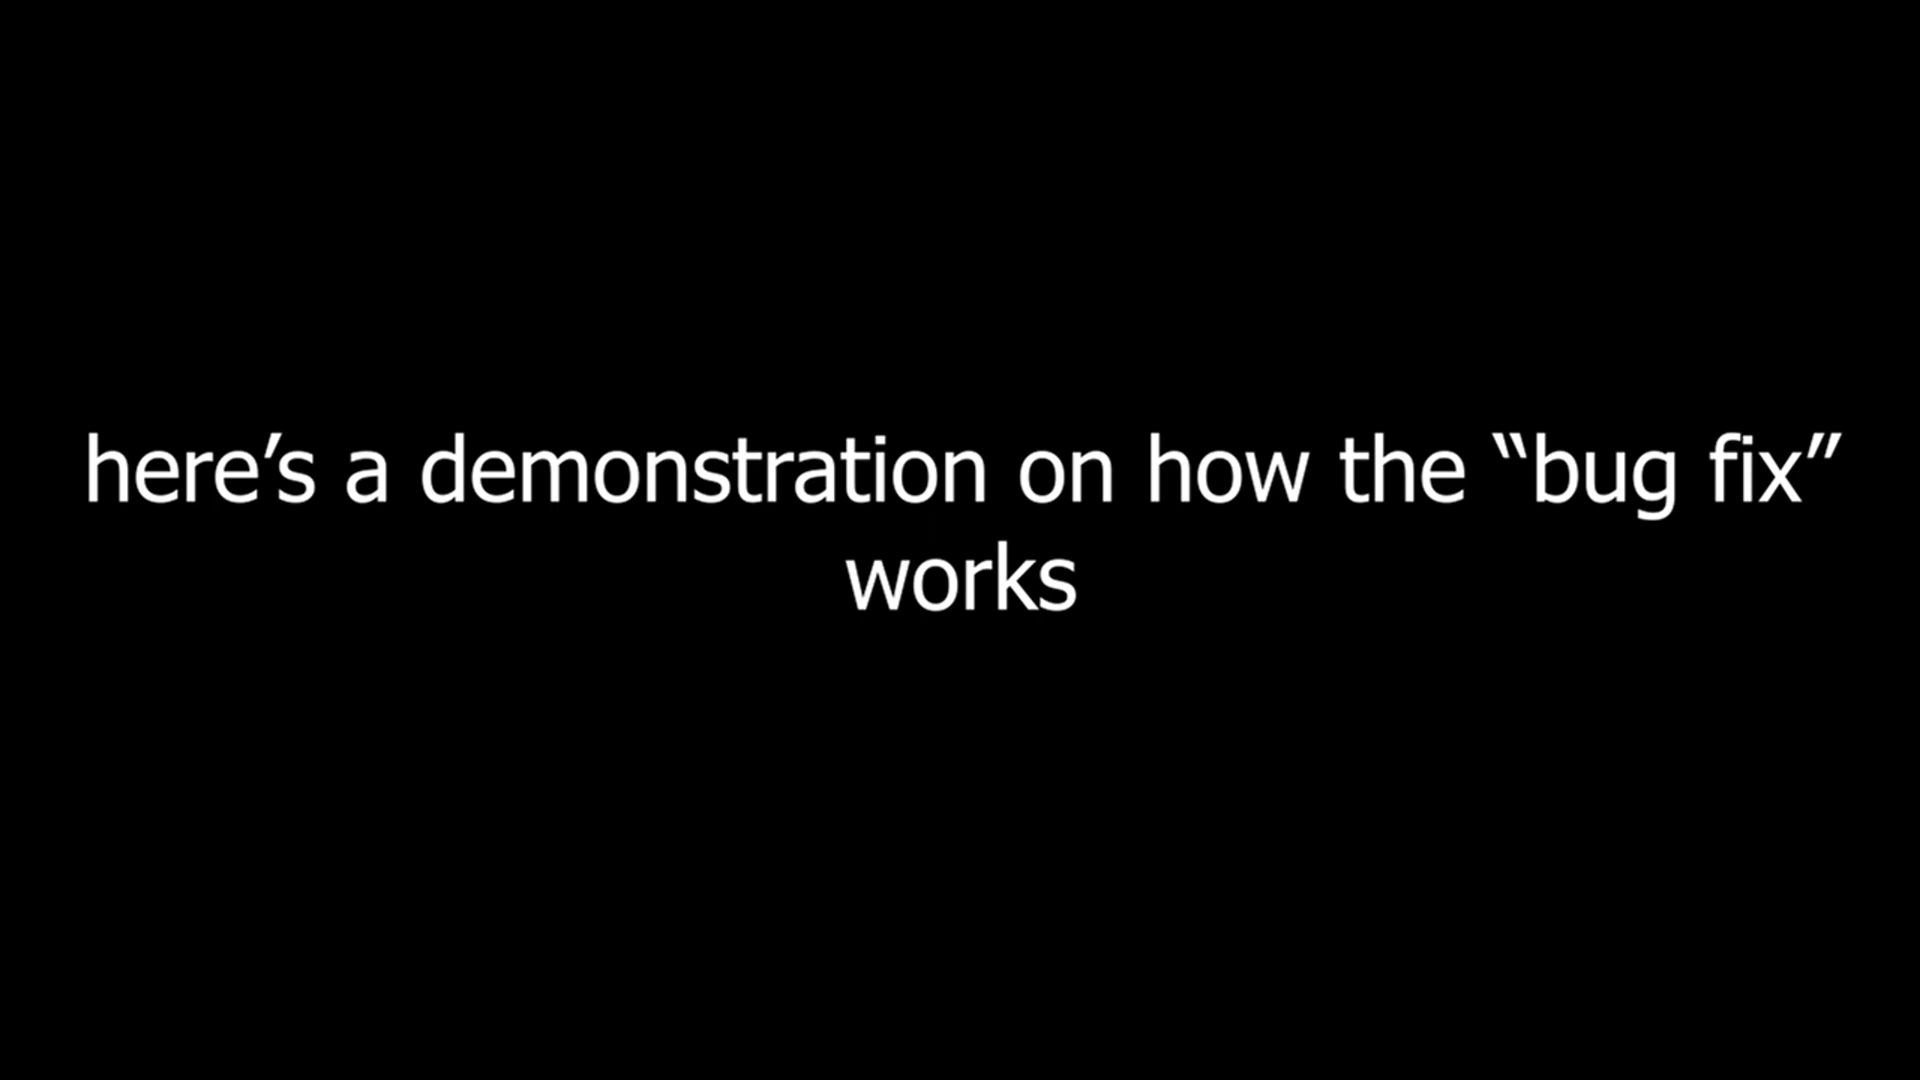 here’s a demonstration on how the “bug fix”
works